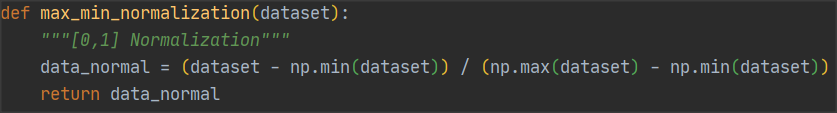 def max_min_normalization(dataset):
    """[0,1] Normalization"""
    data_normal = (dataset - np.min(dataset)) / (np.max(dataset) - np.min(dataset))
    return data_normal